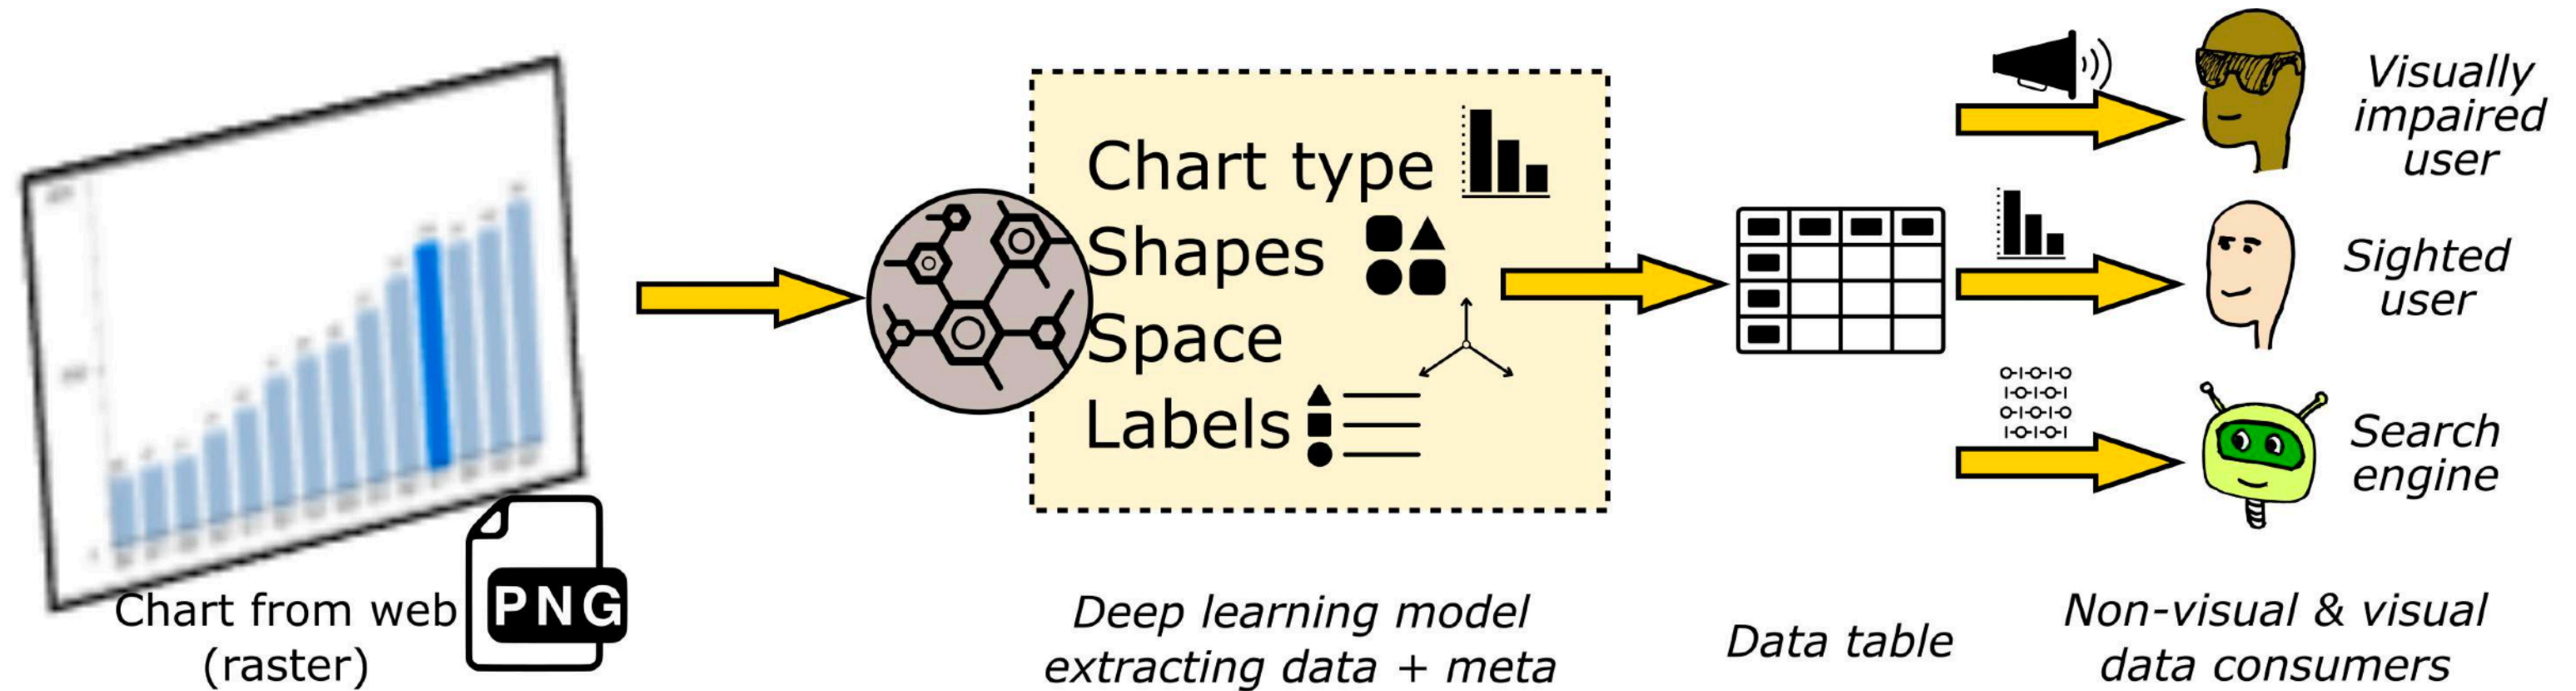 Chart from web
(raster)
PNG
Chart type
Shapes
Space
Labels
Deep learning model
extracting data + meta
Data table
Visually
impaired
user
Sighted
user
Search
engine
Non-visual & visual
data consumers